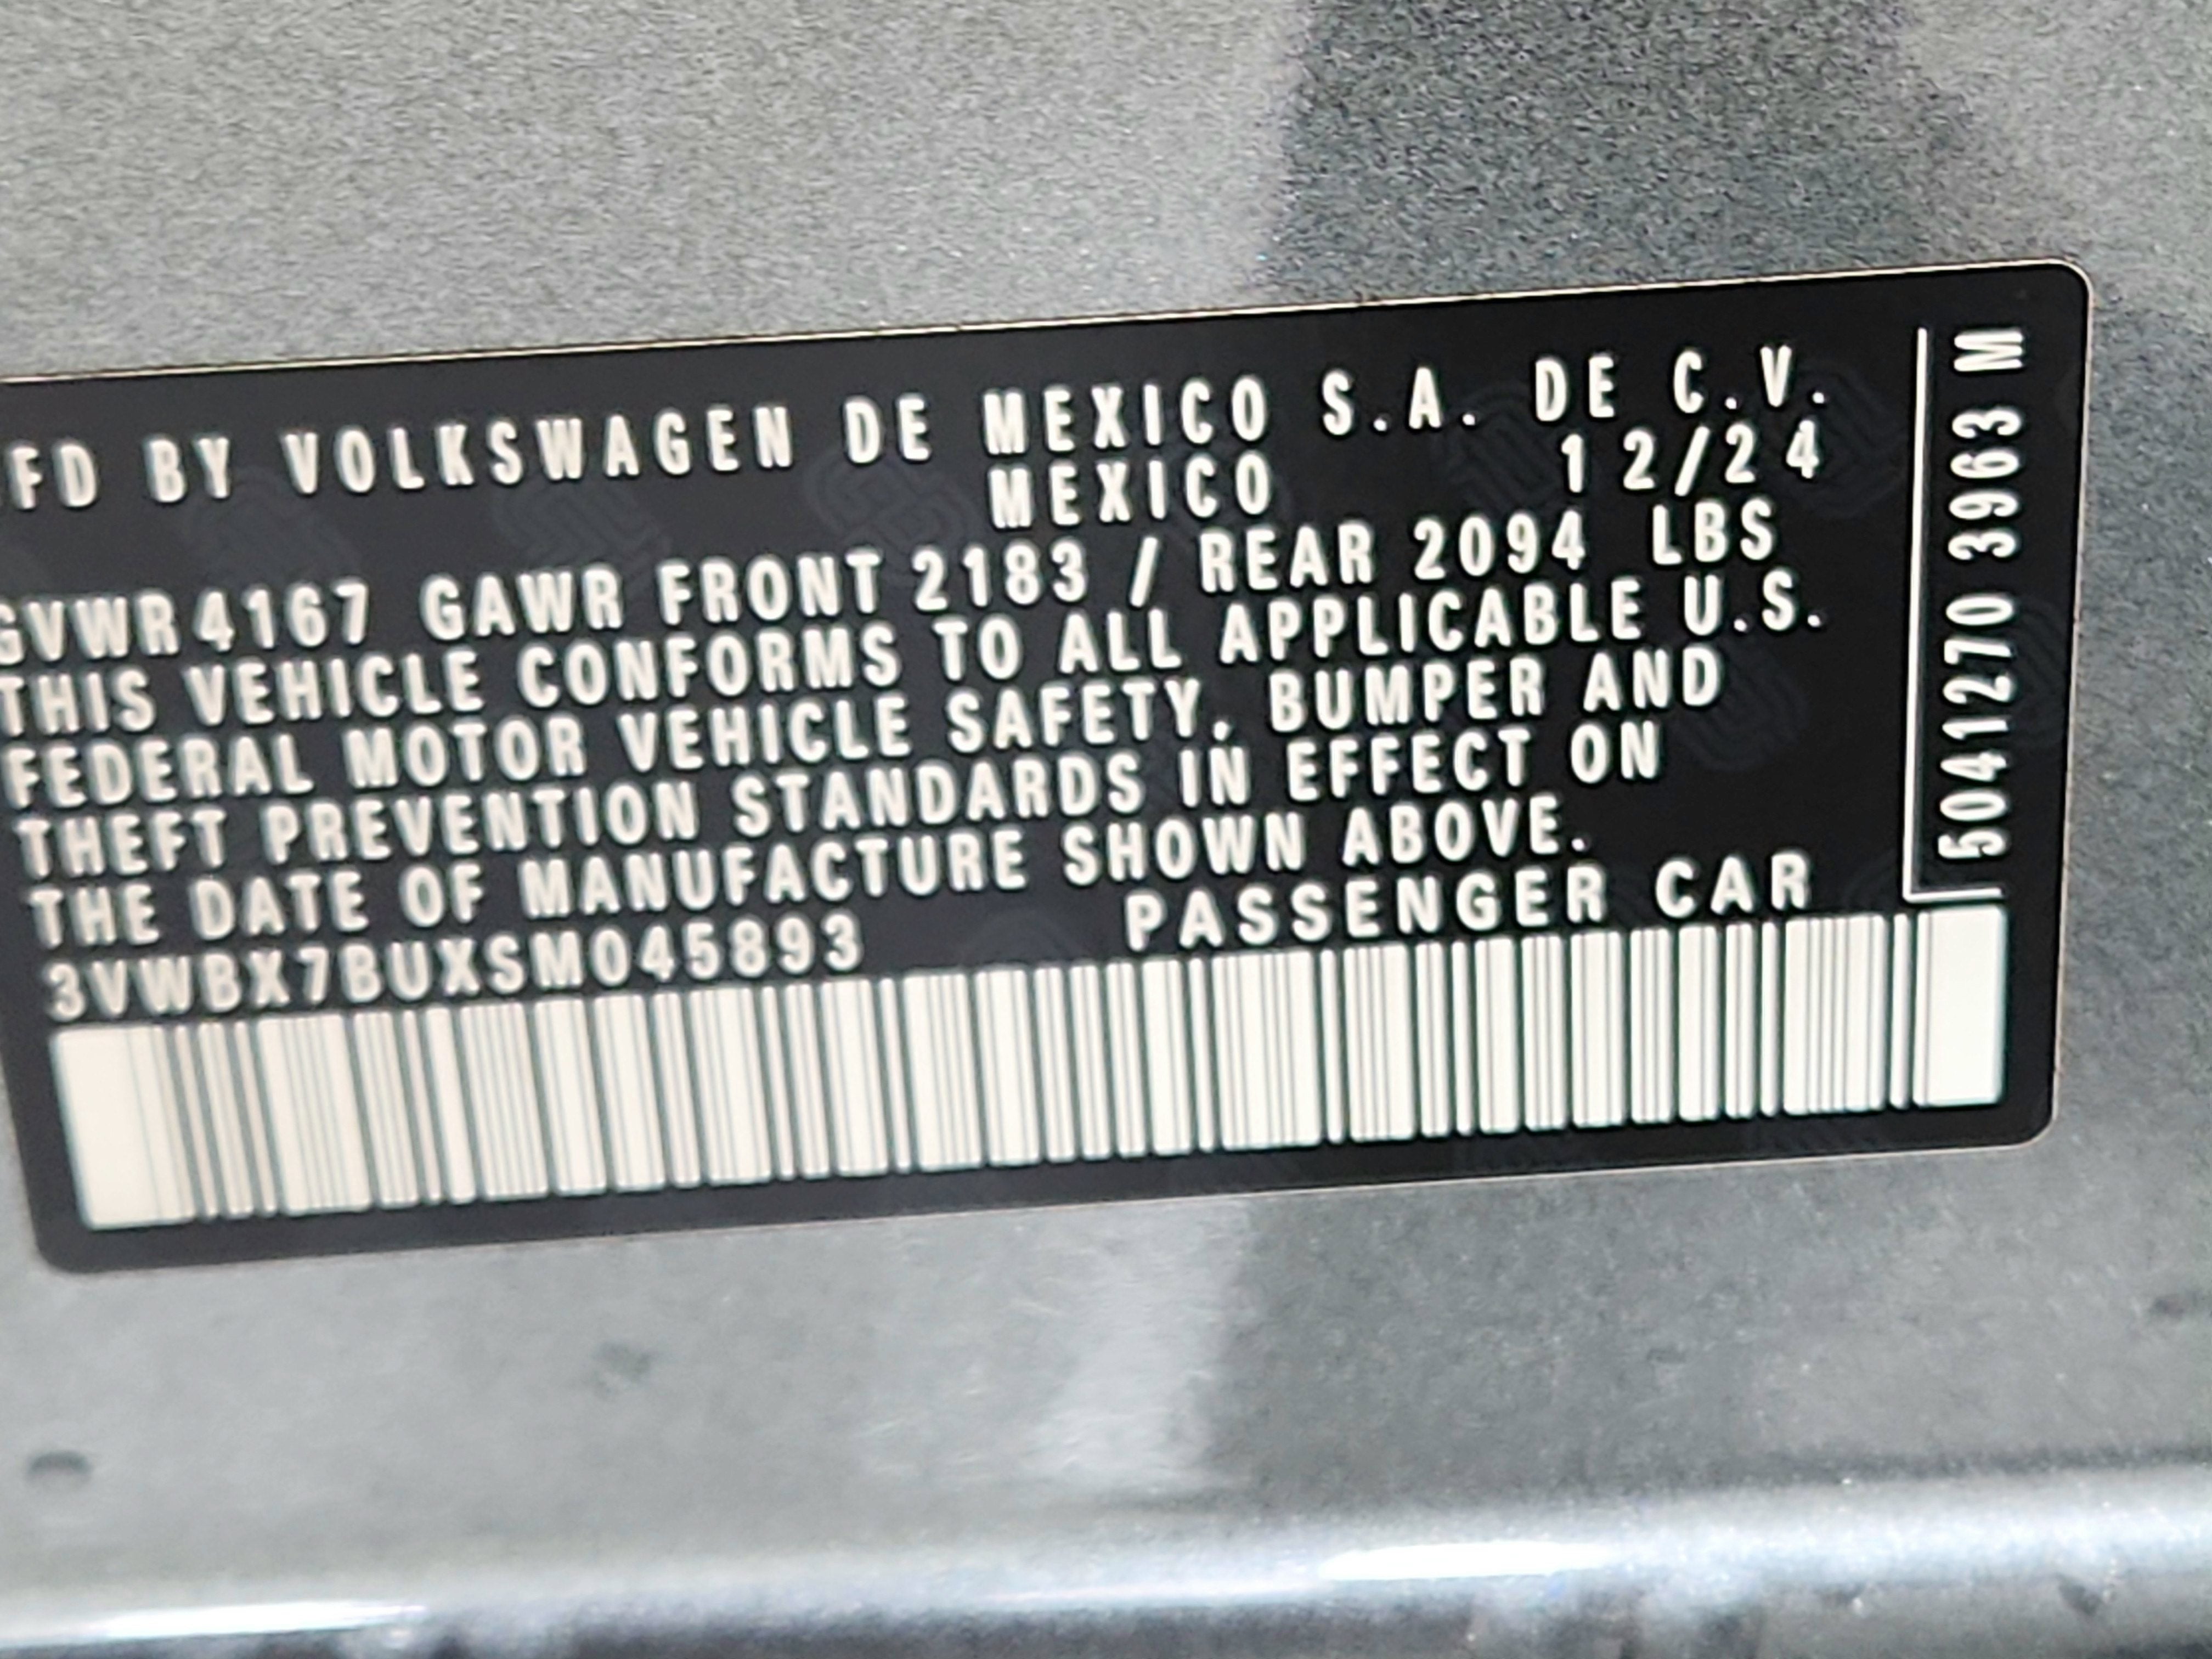 FD BY VOLKSWAGEN DE MEXICO S.A. DE C.V.
MEXICO 12/24
GVWR 4167 GAWR FRONT 2183 / REAR 2094 LBS
THIS VEHICLE CONFORMS TO ALL APPLICABLE U.S.
FEDERAL MOTOR VEHICLE SAFETY, BUMPER AND
THEFT PREVENTION STANDARDS IN EFFECT ON
THE DATE OF MANUFACTURE SHOWN ABOVE.
3VWBX7BUXSM045893 PASSENGER CAR
5041270 3963 M